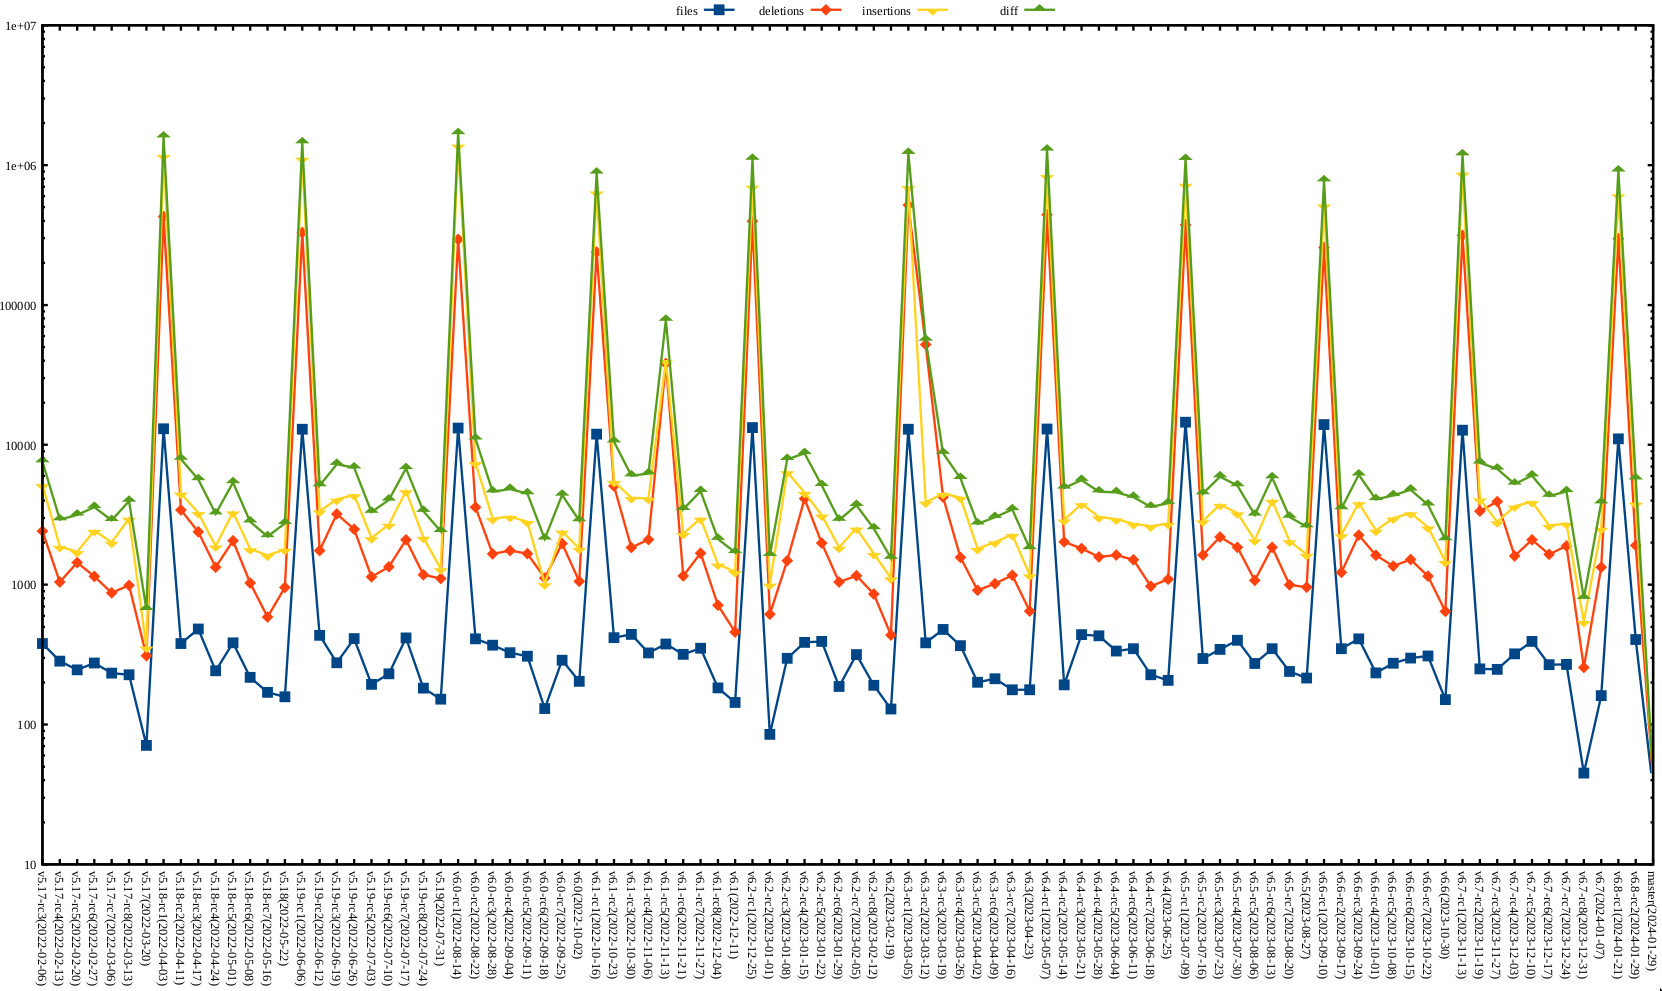 files
deletions
insertions
diff
1e+07
1e+06
100000
10000
1000
100
10
v5.17-rc3(2022-02-06)
v5.17-rc4(2022-02-13)
v5.17-rc5(2022-02-20)
v5.17-rc6(2022-02-27)
v5.17-rc7(2022-03-06)
v5.17-rc8(2022-03-13)
v5.17(2022-03-20)
v5.18-rc1(2022-04-03)
v5.18-rc2(2022-04-11)
v5.18-rc3(2022-04-17)
v5.18-rc4(2022-04-24)
v5.18-rc5(2022-05-01)
v5.18-rc6(2022-05-08)
v5.18-rc7(2022-05-16)
v5.18(2022-05-22)
v5.19-rc1(2022-06-06)
v5.19-rc2(2022-06-12)
v5.19-rc3(2022-06-19)
v5.19-rc4(2022-06-26)
v5.19-rc5(2022-07-03)
v5.19-rc6(2022-07-10)
v5.19-rc7(2022-07-17)
v5.19-rc8(2022-07-24)
v5.19(2022-07-31)
v6.0-rc1(2022-08-14)
v6.0-rc2(2022-08-22)
v6.0-rc3(2022-08-28)
v6.0-rc4(2022-09-04)
v6.0-rc5(2022-09-11)
v6.0-rc6(2022-09-18)
v6.0-rc7(2022-09-25)
v6.0(2022-10-02)
v6.1-rc1(2022-10-16)
v6.1-rc2(2022-10-23)
v6.1-rc3(2022-10-30)
v6.1-rc4(2022-11-06)
v6.1-rc5(2022-11-13)
v6.1-rc6(2022-11-21)
v6.1-rc7(2022-11-27)
v6.1-rc8(2022-12-04)
v6.1(2022-12-11)
v6.2-rc1(2022-12-25)
v6.2-rc2(2023-01-01)
v6.2-rc3(2023-01-08)
v6.2-rc4(2023-01-15)
v6.2-rc5(2023-01-22)
v6.2-rc6(2023-01-29)
v6.2-rc7(2023-02-05)
v6.2-rc8(2023-02-12)
v6.2(2023-02-19)
v6.3-rc1(2023-03-05)
v6.3-rc2(2023-03-12)
v6.3-rc3(2023-03-19)
v6.3-rc4(2023-03-26)
v6.3-rc5(2023-04-02)
v6.3-rc6(2023-04-09)
v6.3-rc7(2023-04-16)
v6.3(2023-04-23)
v6.4-rc1(2023-05-07)
v6.4-rc2(2023-05-14)
v6.4-rc3(2023-05-21)
v6.4-rc4(2023-05-28)
v6.4-rc5(2023-06-04)
v6.4-rc6(2023-06-11)
v6.4-rc7(2023-06-18)
v6.4(2023-06-25)
v6.5-rc1(2023-07-09)
v6.5-rc2(2023-07-16)
v6.5-rc3(2023-07-23)
v6.5-rc4(2023-07-30)
v6.5-rc5(2023-08-06)
v6.5-rc6(2023-08-13)
v6.5-rc7(2023-08-20)
v6.5(2023-08-27)
v6.6-rc1(2023-09-10)
v6.6-rc2(2023-09-17)
v6.6-rc3(2023-09-24)
v6.6-rc4(2023-10-01)
v6.6-rc5(2023-10-08)
v6.6-rc6(2023-10-15)
v6.6-rc7(2023-10-22)
v6.6(2023-10-30)
v6.7-rc1(2023-11-13)
v6.7-rc2(2023-11-19)
v6.7-rc3(2023-11-27)
v6.7-rc4(2023-12-03)
v6.7-rc5(2023-12-10)
v6.7-rc6(2023-12-17)
v6.7-rc7(2023-12-24)
v6.7-rc8(2023-12-31)
v6.7(2024-01-07)
v6.8-rc1(2024-01-21)
v6.8-rc2(2024-01-29)
master(2024-01-29)